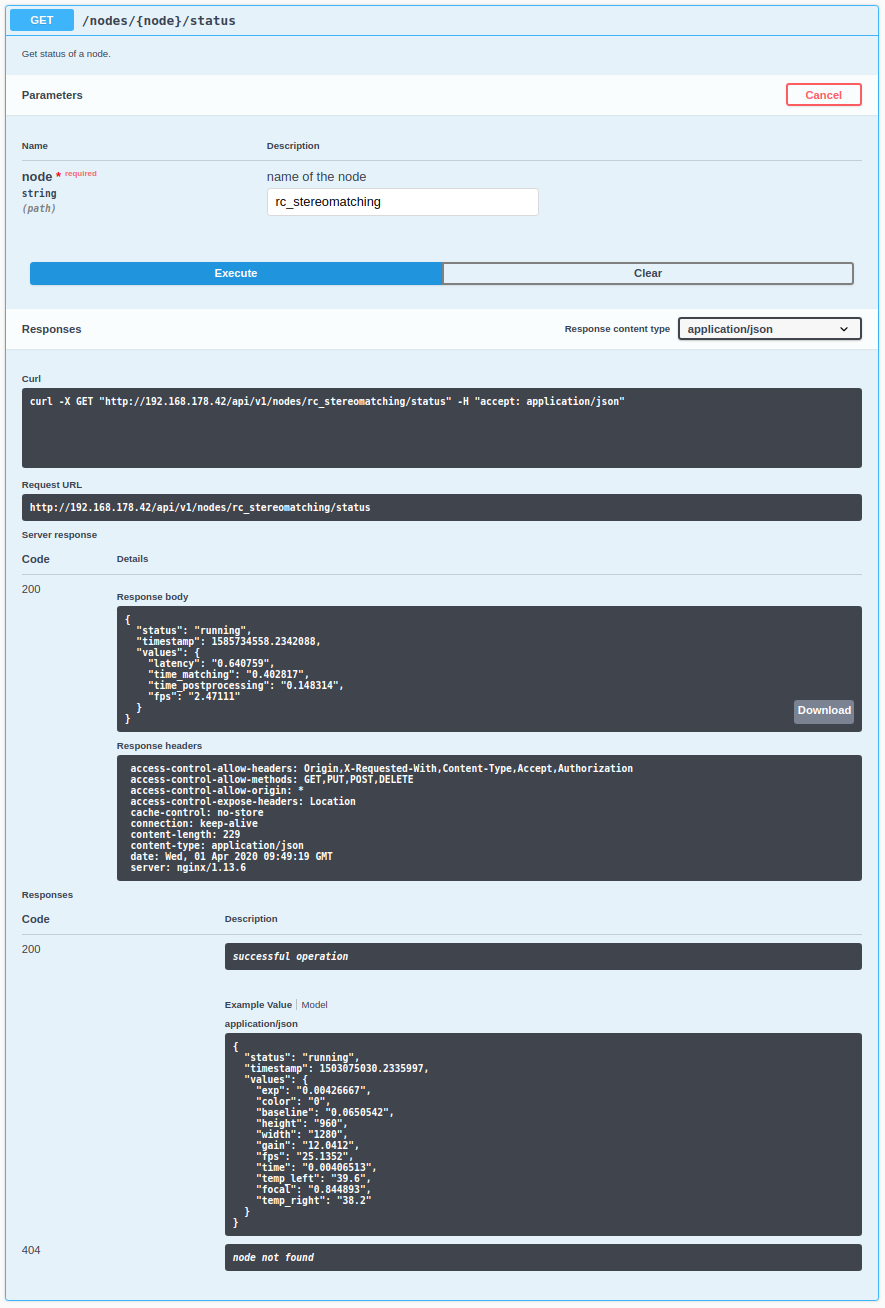 GET /nodes/{node}/status
Get status of a node.
Parameters Cancel
Name Description
node * required name of the node
string rc_stereomatching
(path)
Execute Clear
Responses Response content type application/json
Curl
curl -X GET "http://192.168.178.42/api/v1/nodes/rc_stereomatching/status" -H "accept: application/json"
Request URL
http://192.168.178.42/api/v1/nodes/rc_stereomatching/status
Server response
Code Details
200
Response body
{
  "status": "running",
  "timestamp": 1585734558.2342088,
  "values": {
    "latency": "0.640759",
    "time_matching": "0.402817",
    "time_postprocessing": "0.148314",
    "fps": "2.47111"
  }
}
Download
Response headers
access-control-allow-headers: Origin,X-Requested-With,Content-Type,Accept,Authorization
access-control-allow-methods: GET,PUT,POST,DELETE
access-control-allow-origin: *
access-control-expose-headers: Location
cache-control: no-store
connection: keep-alive
content-length: 229
content-type: application/json
date: Wed, 01 Apr 2020 09:49:19 GMT
server: nginx/1.13.6
Responses
Code Description
200 successful operation
Example Value Model
application/json
{
  "status": "running",
  "timestamp": 1503075030.2335997,
  "values": {
    "exp": "0.00426667",
    "color": "0",
    "baseline": "0.0650542",
    "height": "960",
    "width": "1280",
    "gain": "12.0412",
    "fps": "25.1352",
    "time": "0.00406513",
    "temp_left": "39.6",
    "focal": "0.844893",
    "temp_right": "38.2"
  }
}
404 node not found